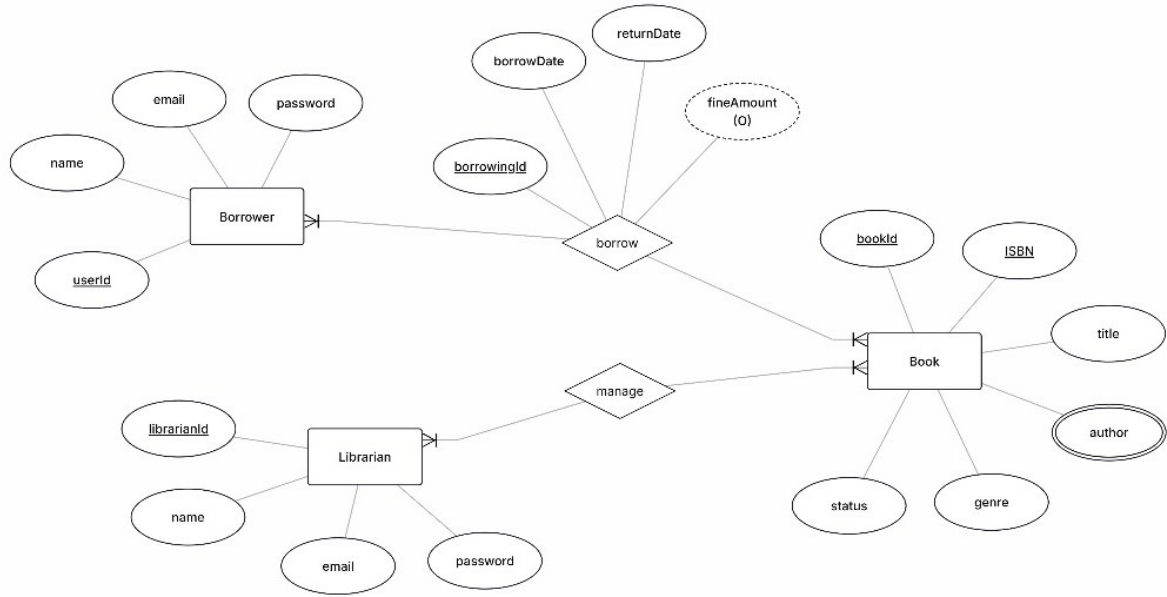 returnDate
borrowDate
email
password
fineAmount
(O)
name
borrowingId
Borrower
borrow
bookId
ISBN
userId
title
Book
manage
librarianId
author
Librarian
status
genre
name
email
password